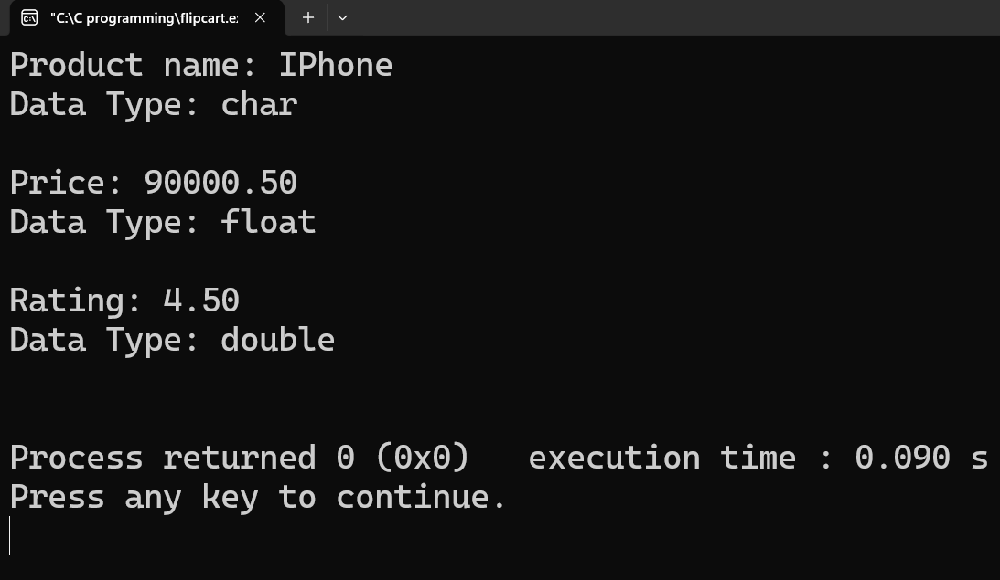 "C:\C programming\flipcart.ex
Product name: IPhone
Data Type: char
Price: 90000.50
Data Type: float
Rating: 4.50
Data Type: double
Process returned 0 (0x0)   execution time : 0.090 s
Press any key to continue.